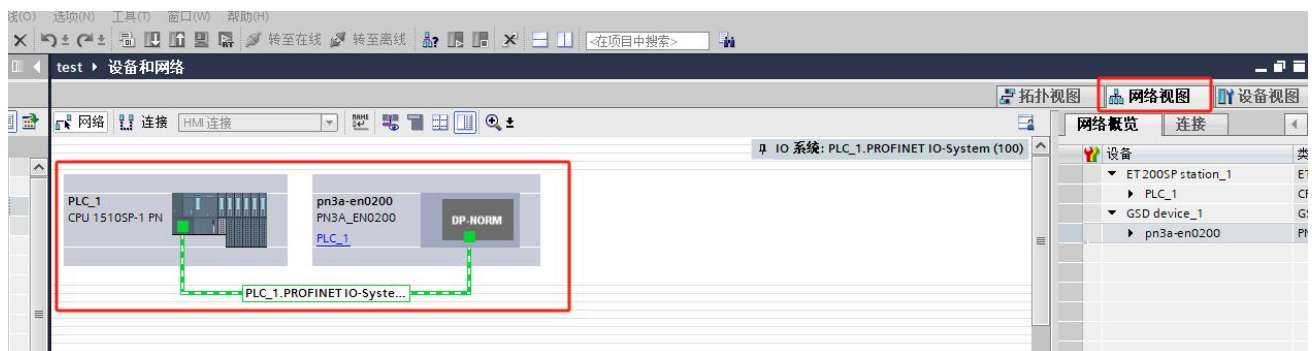 线(O) 选项(N) 工具(T) 窗口(W) 帮助(H)
转至在线 转至离线 <在项目中搜索>
test 设备和网络
拓扑视图 网络视图 设备视图
网络 连接 HMI 连接
网络概览 连接
IO 系统: PLC_1.PROFINET IO-System (100)
设备
ET 200SP station_1
PLC_1
GSD device_1
pn3a-en0200
PLC_1
CPU 1510SP-1 PN
pn3a-en0200
PN3A_EN0200
PLC_1
DP-NORM
PLC_1.PROFINET IO-Syste...